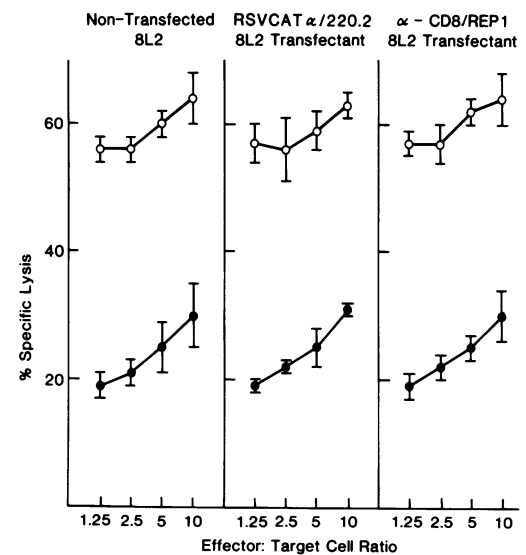 Non-Transfected
8L2
RSVCAT α/220.2
8L2 Transfectant
α - CD8/REP1
8L2 Transfectant
% Specific Lysis
60
40
20
1.25 2.5 5 10
1.25 2.5 5 10
1.25 2.5 5 10
Effector: Target Cell Ratio